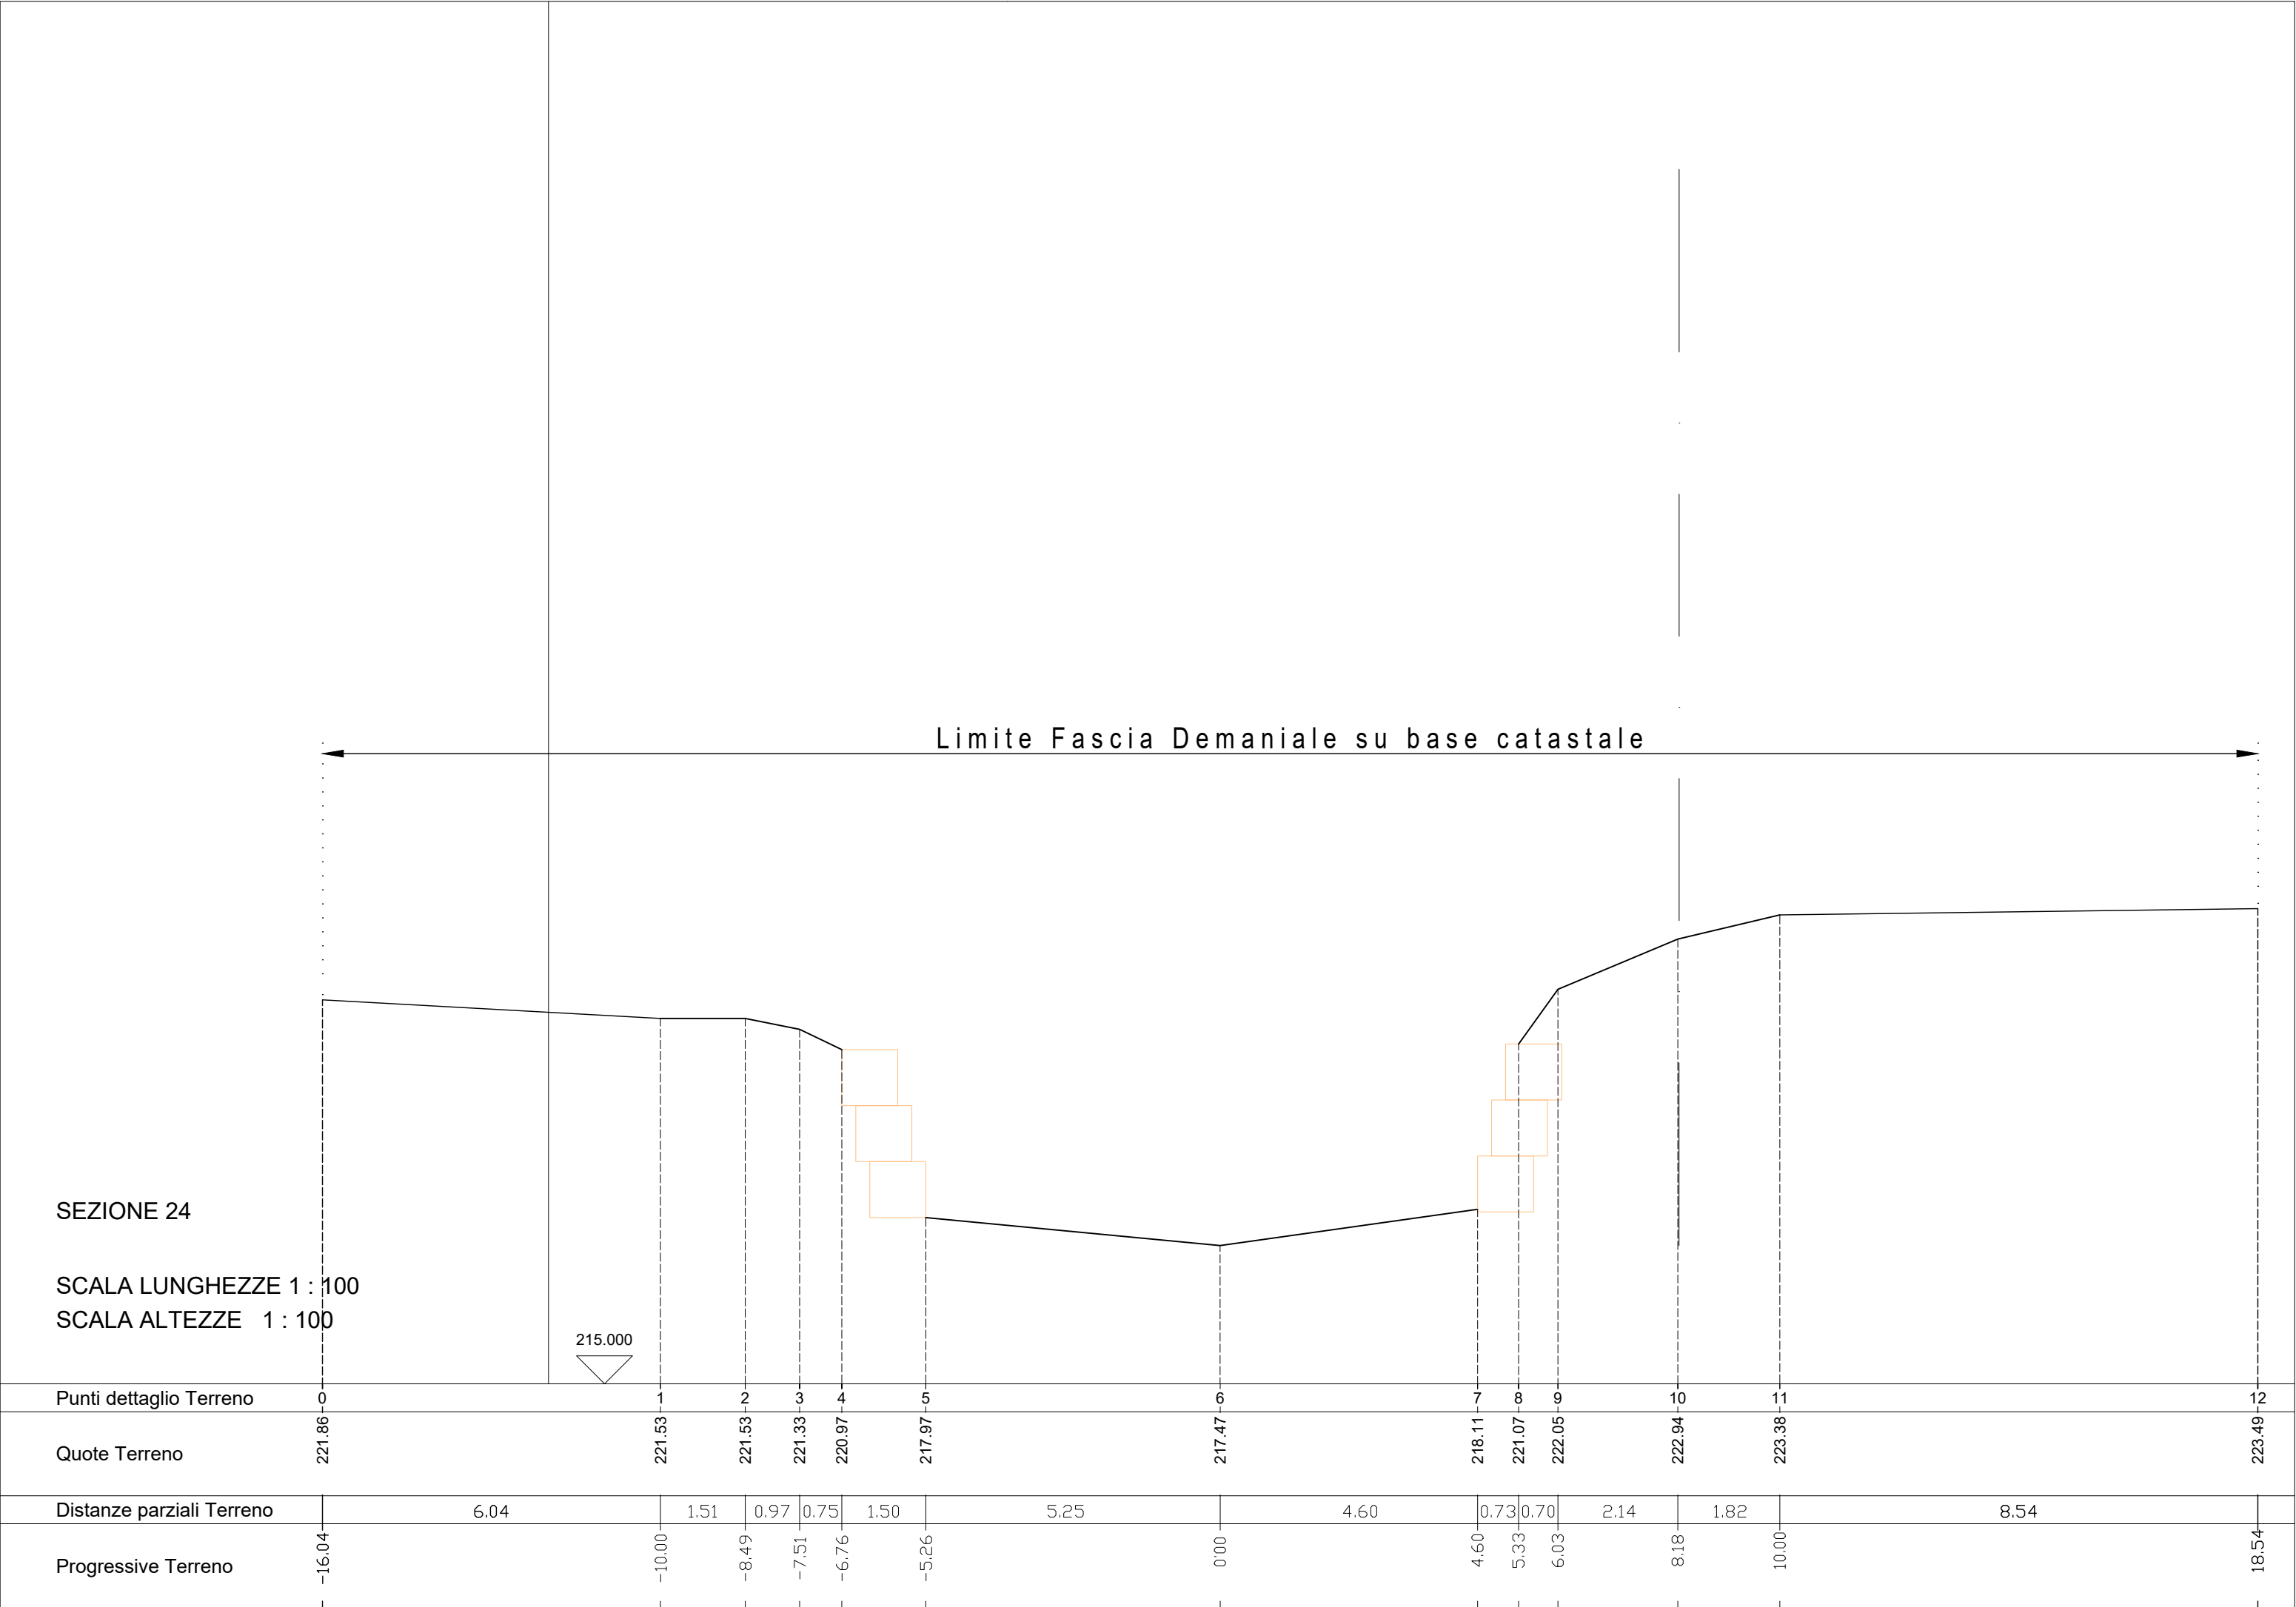 Limite Fascia Demaniale su base catastale
SEZIONE 24
SCALA LUNGHEZZE 1 : 100
SCALA ALTEZZE 1 : 100
215.000
Punti dettaglio Terreno 0 1 2 3 4 5 6 7 8 9 10 11 12
Quote Terreno 221.86 221.53 221.53 221.33 220.97 217.97 217.47 218.11 221.07 222.05 222.94 223.38 223.49
Distanze parziali Terreno 6.04 1.51 0.97 0.75 1.50 5.25 4.60 0.73 0.70 2.14 1.82 8.54
Progressive Terreno -16.04 -10.00 -8.49 -7.51 -6.76 -5.26 0.00 4.60 5.33 6.03 8.18 10.00 18.54